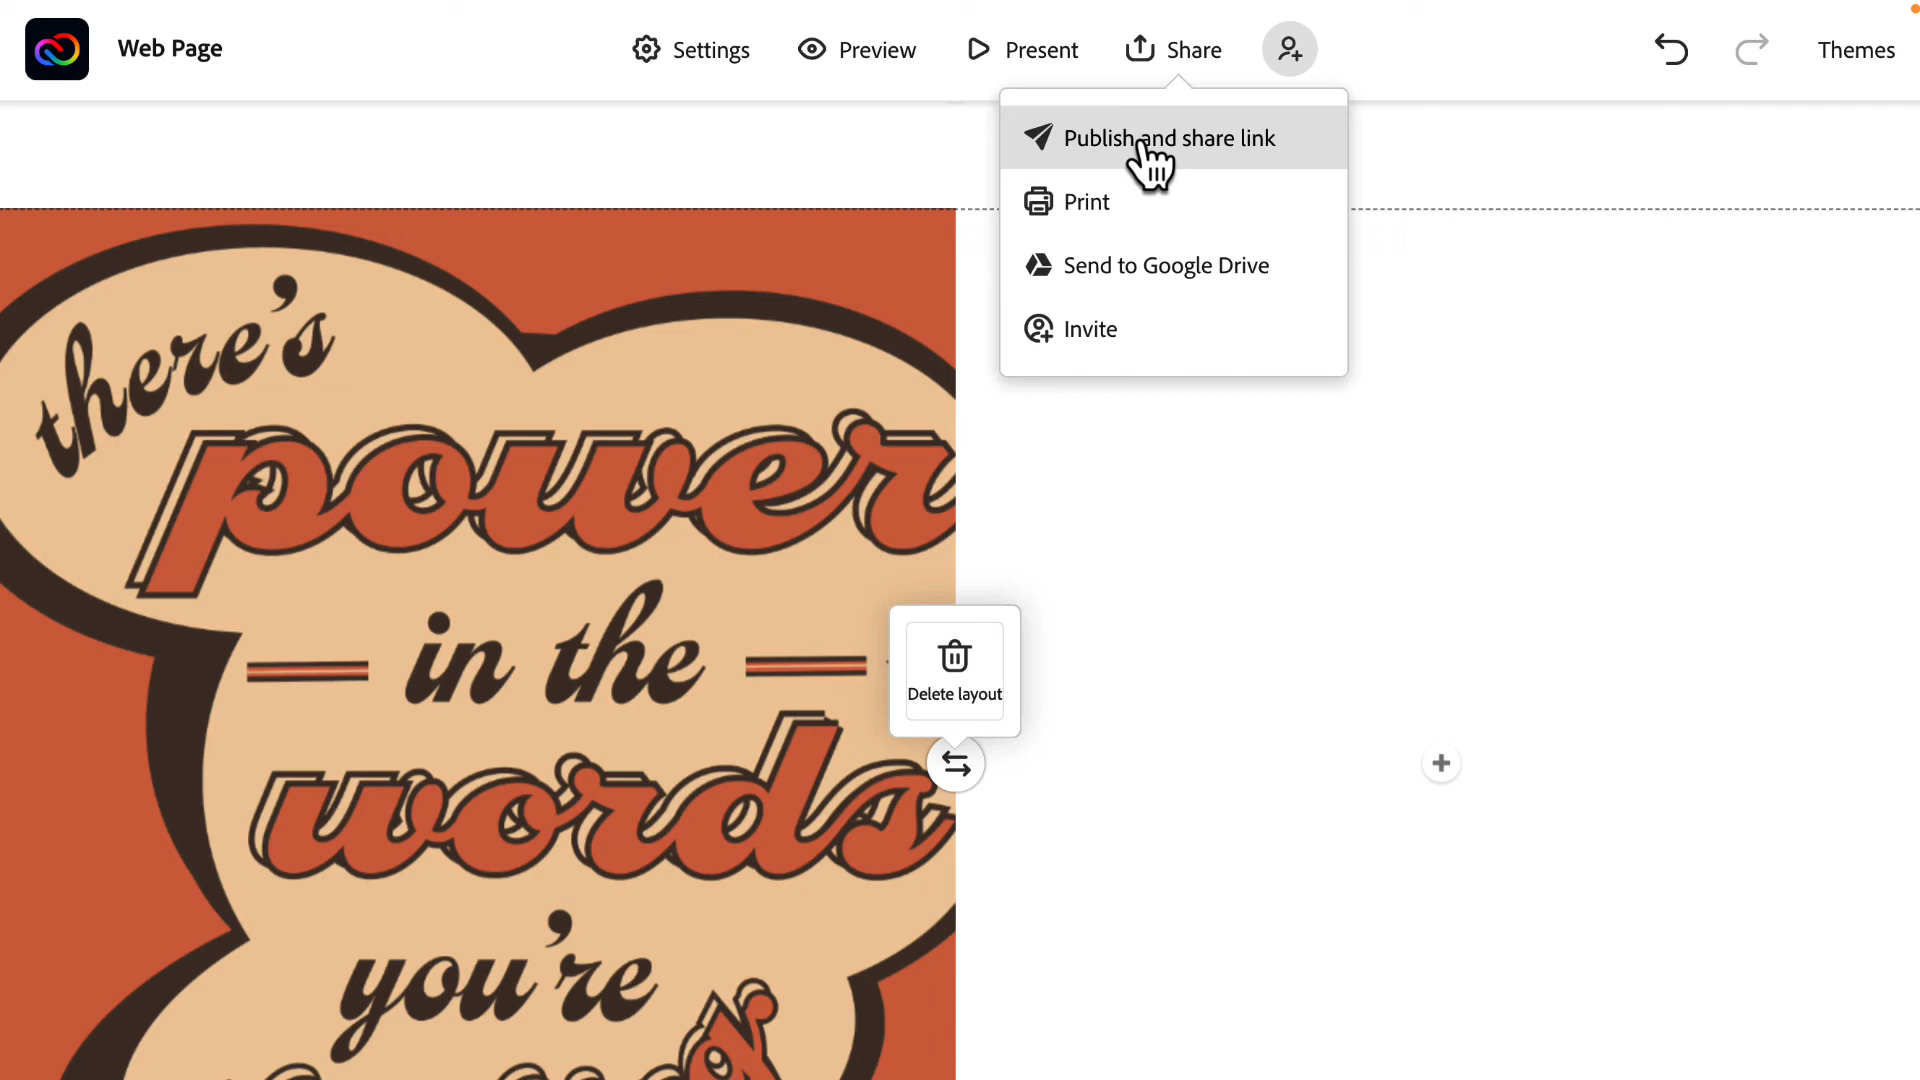 Web Page
Settings
Preview
Present
Share
Themes
Publish and share link
Print
Send to Google Drive
Invite
there's
power
in the
words
you're
Delete layout